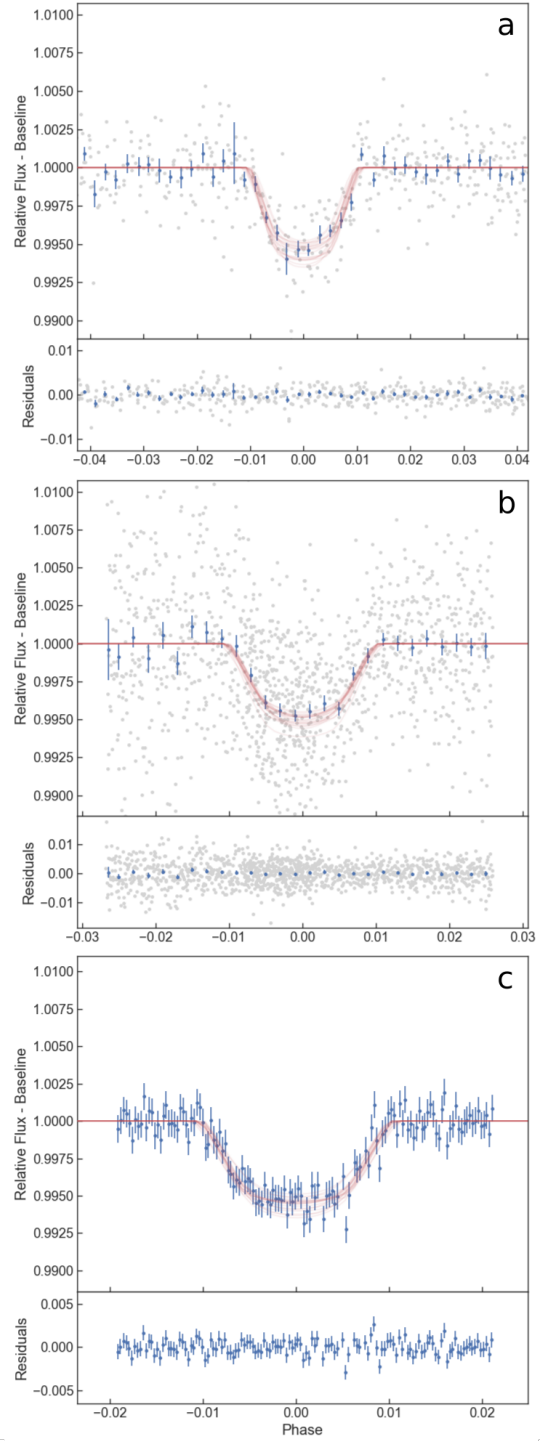 a
1.0100
1.0075
1.0050
1.0025
1.0000
0.9975
0.9950
0.9925
0.9900
Relative Flux - Baseline
0.01
0.00
−0.01
Residuals
−0.04 −0.03 −0.02 −0.01 0.00 0.01 0.02 0.03 0.04
b
1.0100
1.0075
1.0050
1.0025
1.0000
0.9975
0.9950
0.9925
0.9900
Relative Flux - Baseline
0.01
0.00
−0.01
Residuals
−0.03 −0.02 −0.01 0.00 0.01 0.02 0.03
c
1.0100
1.0075
1.0050
1.0025
1.0000
0.9975
0.9950
0.9925
0.9900
Relative Flux - Baseline
0.005
0.000
−0.005
Residuals
−0.02 −0.01 0.00 0.01 0.02
Phase